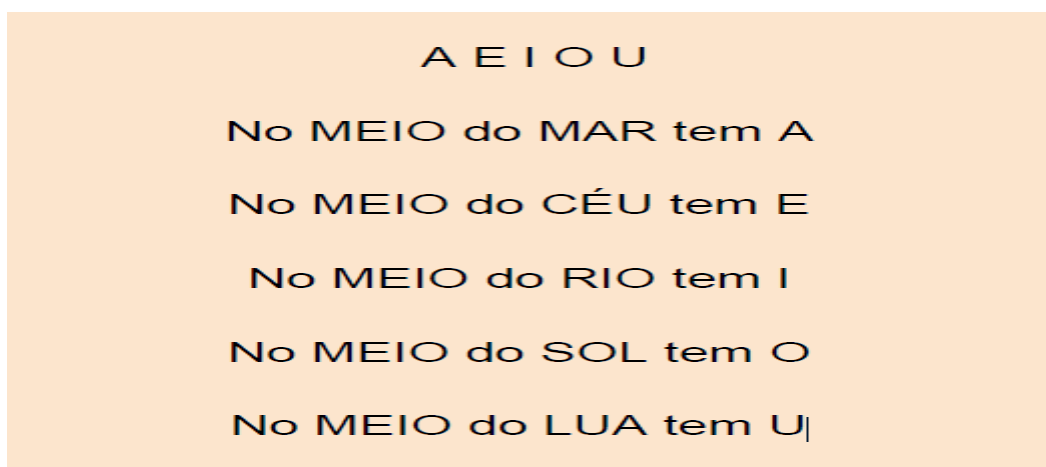 A E I O U
No MEIO do MAR tem A
No MEIO do CÉU tem E
No MEIO do RIO tem I
No MEIO do SOL tem O
No MEIO do LUA tem U